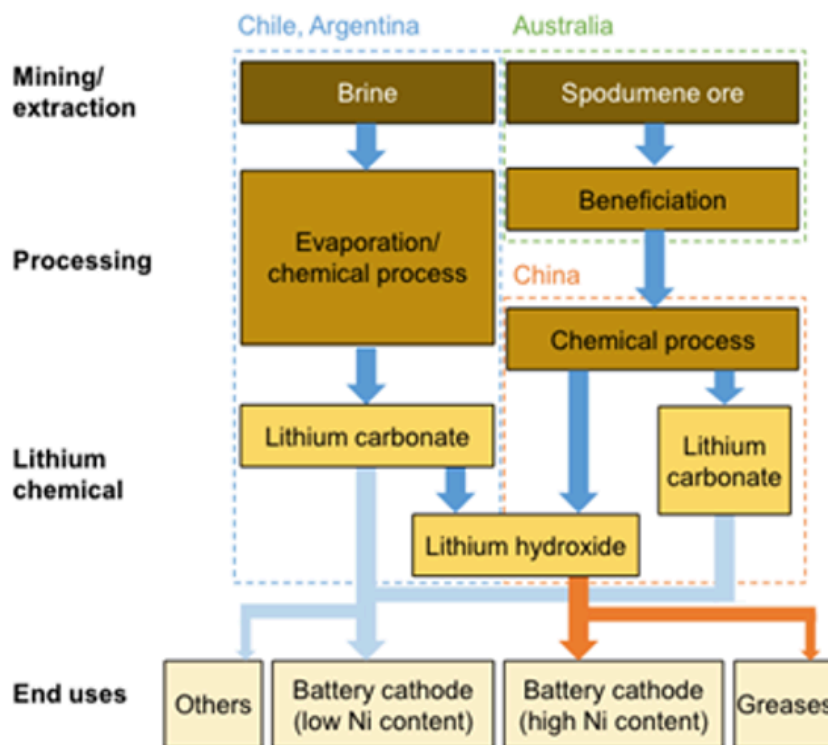 Chile, Argentina
Australia
Mining/
extraction
Brine
Spodumene ore
Beneficiation
Processing
Evaporation/
chemical process
China
Chemical process
Lithium
chemical
Lithium carbonate
Lithium
carbonate
Lithium hydroxide
End uses
Others
Battery cathode
(low Ni content)
Battery cathode
(high Ni content)
Greases